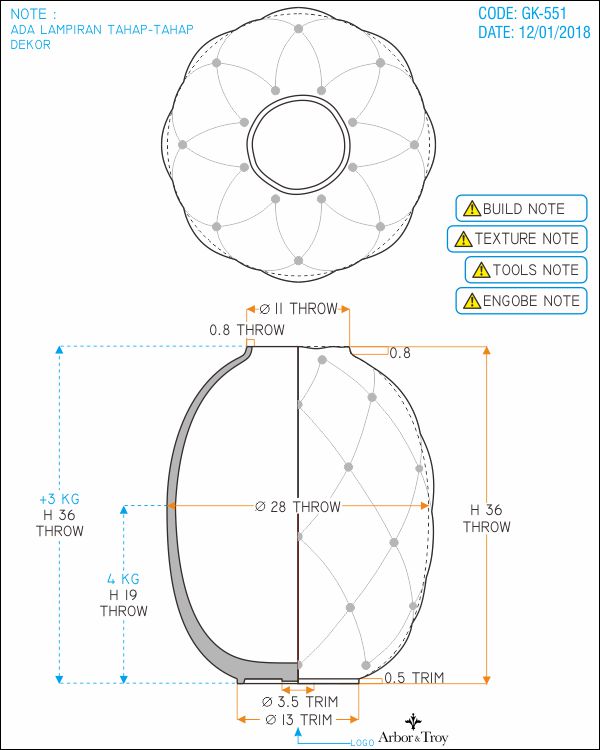 NOTE :
ADA LAMPIRAN TAHAP-TAHAP
DEKOR
CODE: GK-551
DATE: 12/01/2018
BUILD NOTE
TEXTURE NOTE
TOOLS NOTE
ENGOBE NOTE
Ø 11 THROW
0.8 THROW
0.8
+3 KG
H 36
THROW
Ø 28 THROW
H 36
THROW
4 KG
H 19
THROW
0.5 TRIM
Ø 3.5 TRIM
Ø 13 TRIM
LOGO
Arbor & Troy